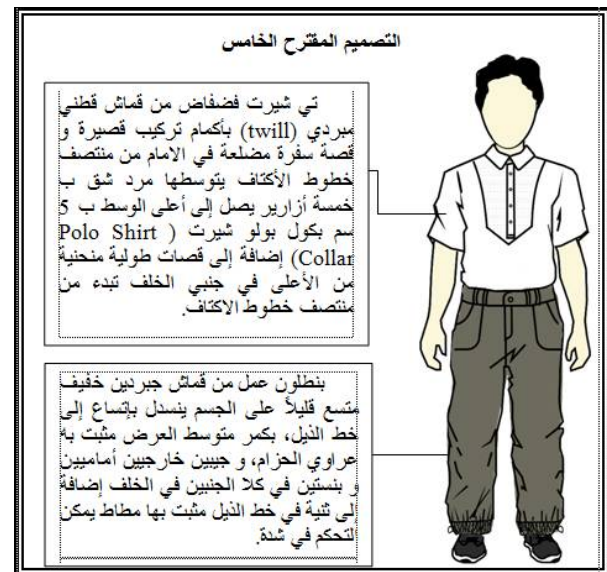 التصميم المقترح الخامس
تي شيرت فضفاض من قماش قطني
مبردي (twill) بأكمام تركيب قصيرة و
قصة سفرة مضلعة في الامام من منتصف
خطوط الأكتاف يتوسطها مرد شق ب
خمسة أزارير يصل إلى أعلى الوسط ب 5
سم بكول بولو شيرت ( Polo Shirt
Collar) إضافة إلى قصات طولية منحنية
من الأعلى في جنبي الخلف تبدء من
منتصف خطوط الاكتاف.
بنطلون عمل من قماش جبردين خفيف
متسع قليلاً على الجسم ينسدل بإتساع إلى
خط الذيل، بكمر متوسط العرض مثبت به
عراوي الحزام، و جيبين خارجيين أماميين
و بنستين في كلا الجنبين في الخلف إضافة
إلى ثنية في خط الذيل مثبت بها مطاط يمكن
التحكم في شدة.